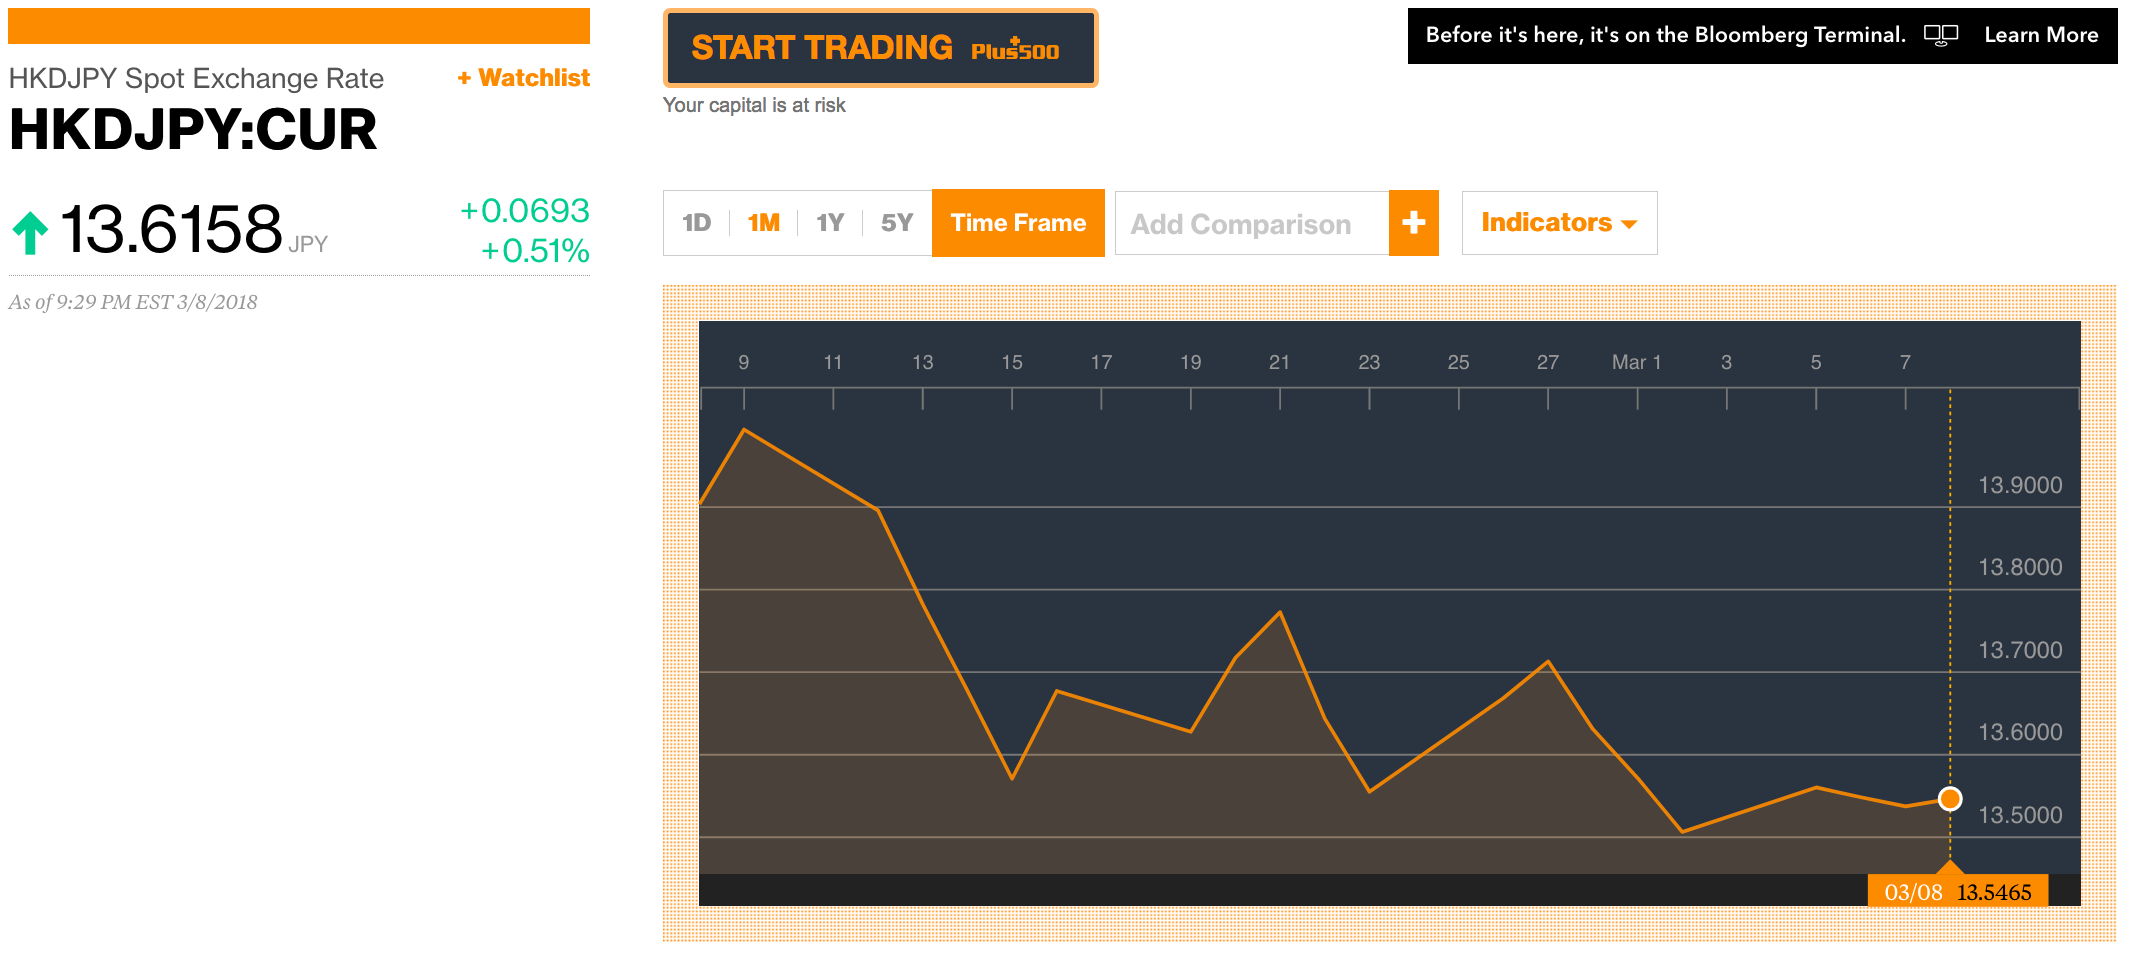 HKDJPY Spot Exchange Rate
+ Watchlist
HKDJPY:CUR
13.6158 JPY
+0.0693
+0.51%
As of 9:29 PM EST 3/8/2018
START TRADING Plus500
Your capital is at risk
Before it's here, it's on the Bloomberg Terminal. Learn More
1D 1M 1Y 5Y Time Frame Add Comparison + Indicators
9 11 13 15 17 19 21 23 25 27 Mar 1 3 5 7
13.9000
13.8000
13.7000
13.6000
13.5000
03/08 13.5465